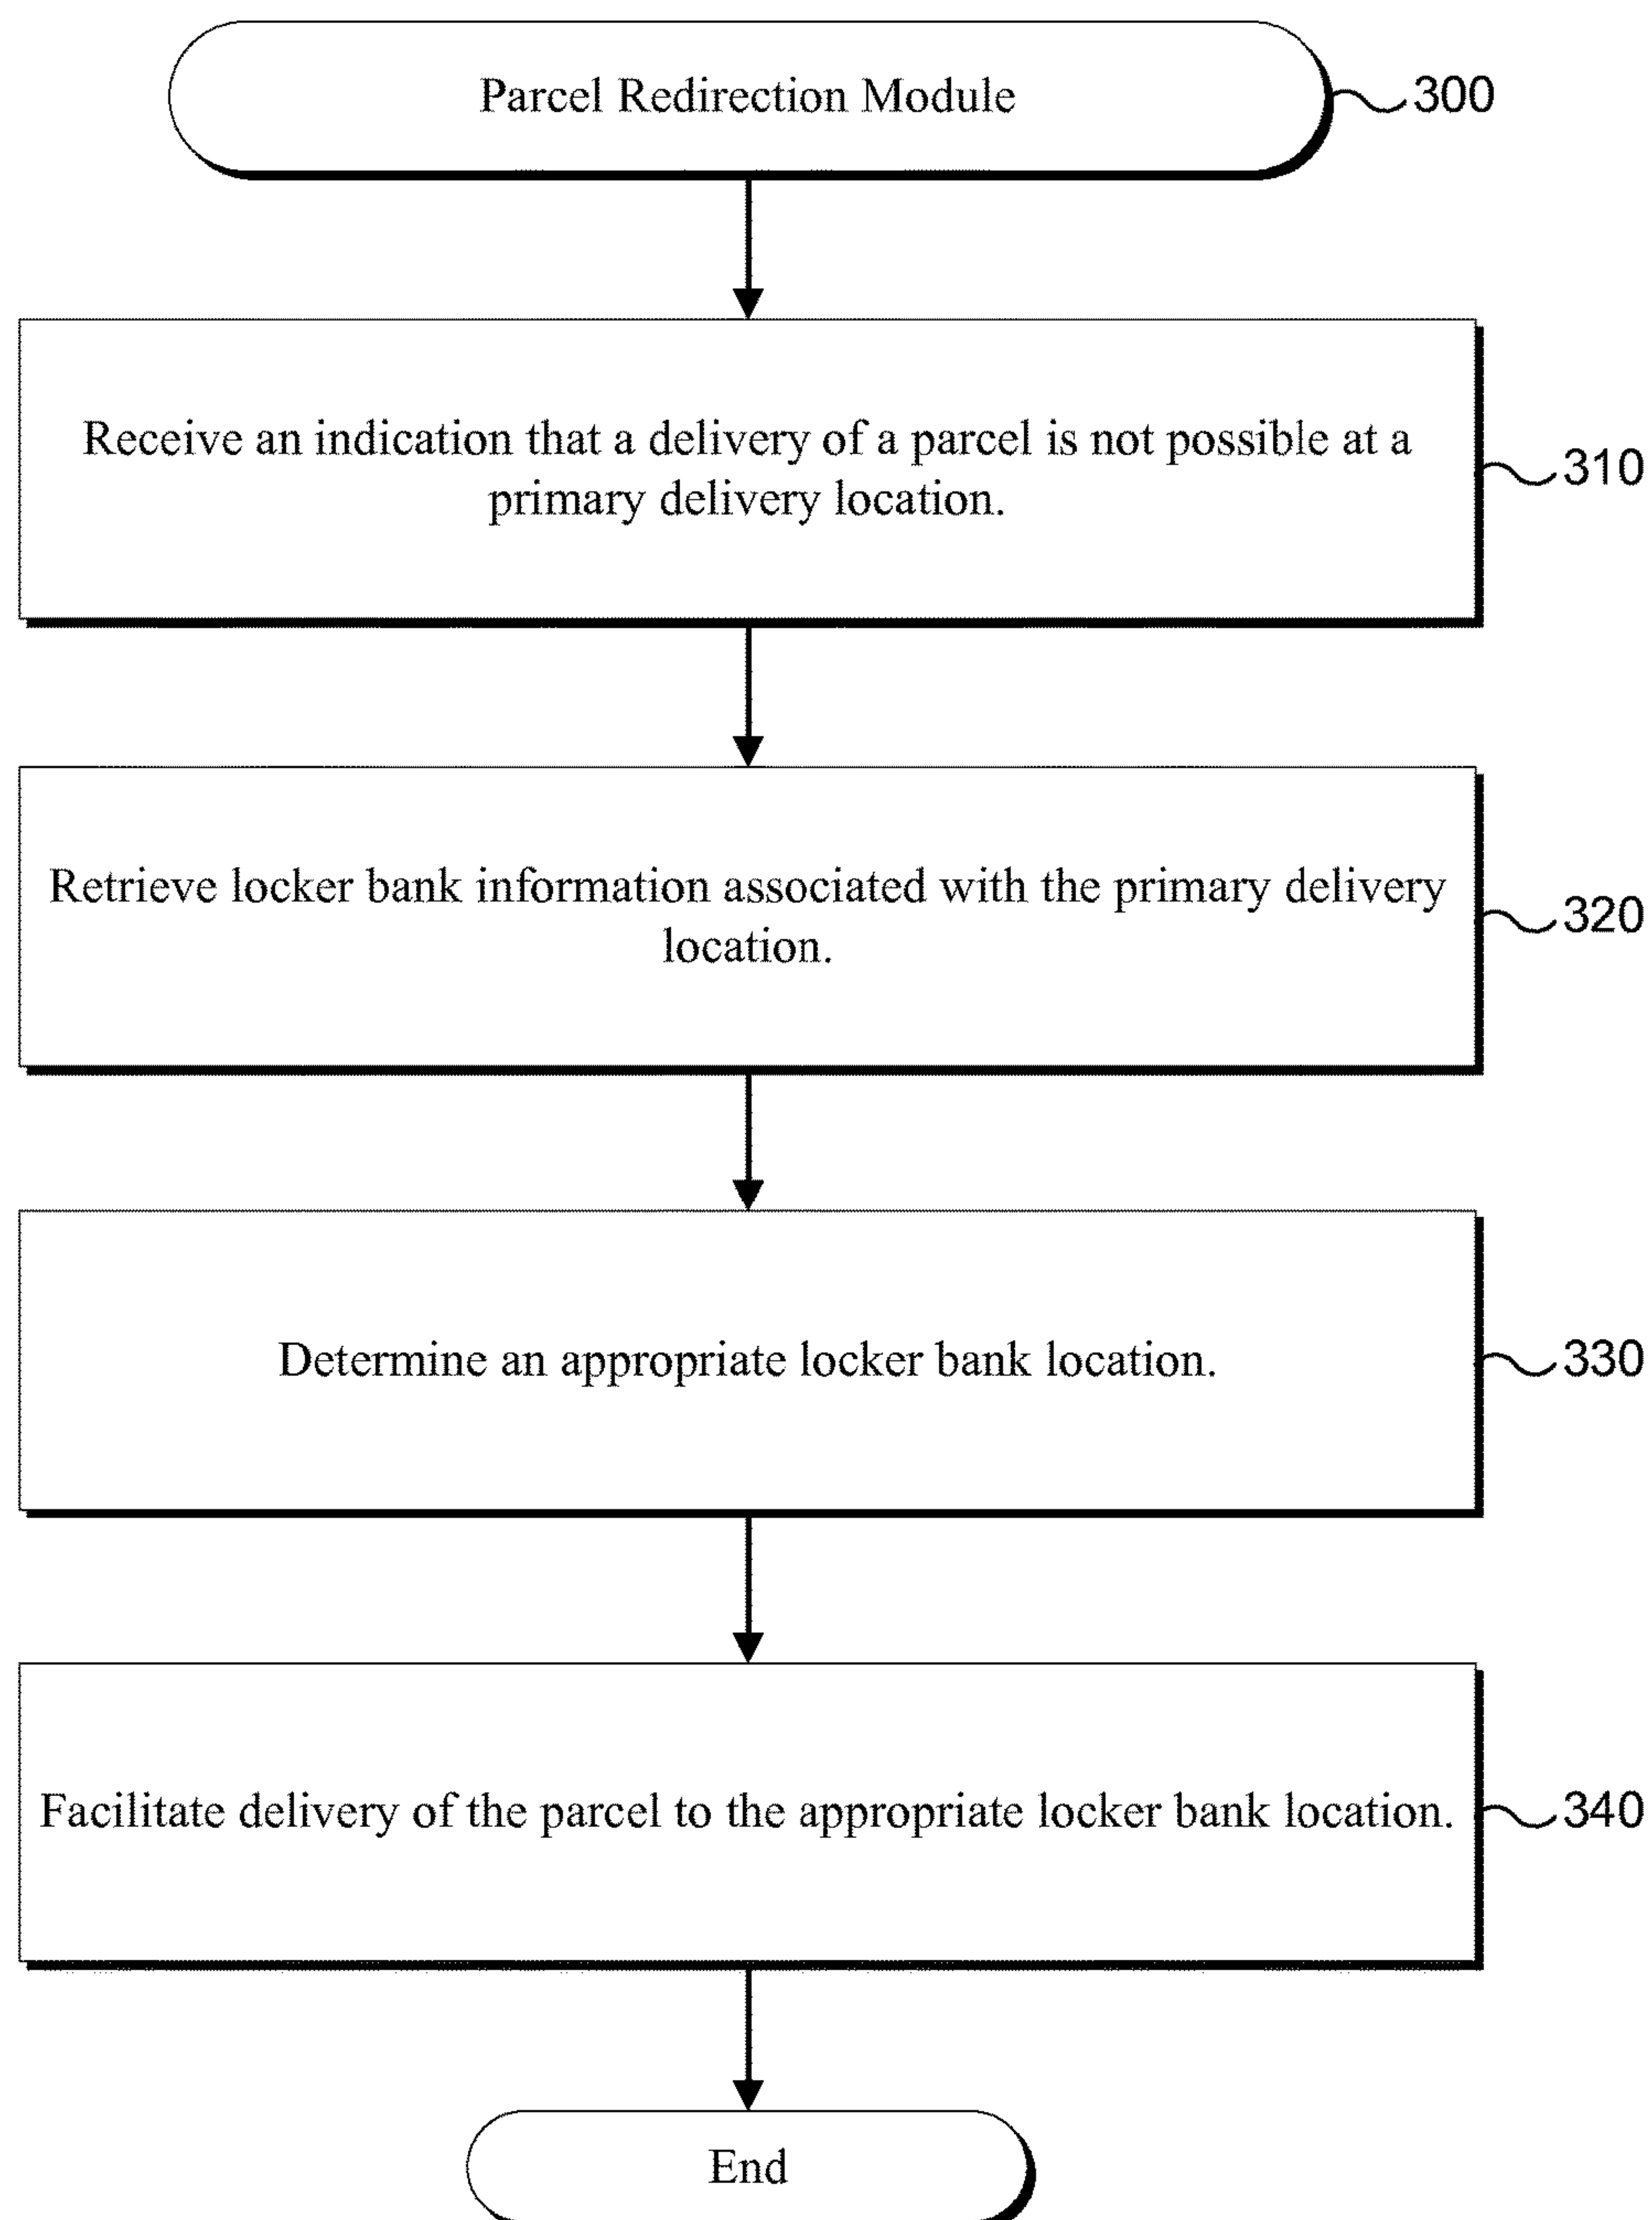 Parcel Redirection Module
300
Receive an indication that a delivery of a parcel is not possible at a
primary delivery location.
310
Retrieve locker bank information associated with the primary delivery
location.
320
Determine an appropriate locker bank location.
330
Facilitate delivery of the parcel to the appropriate locker bank location.
340
End